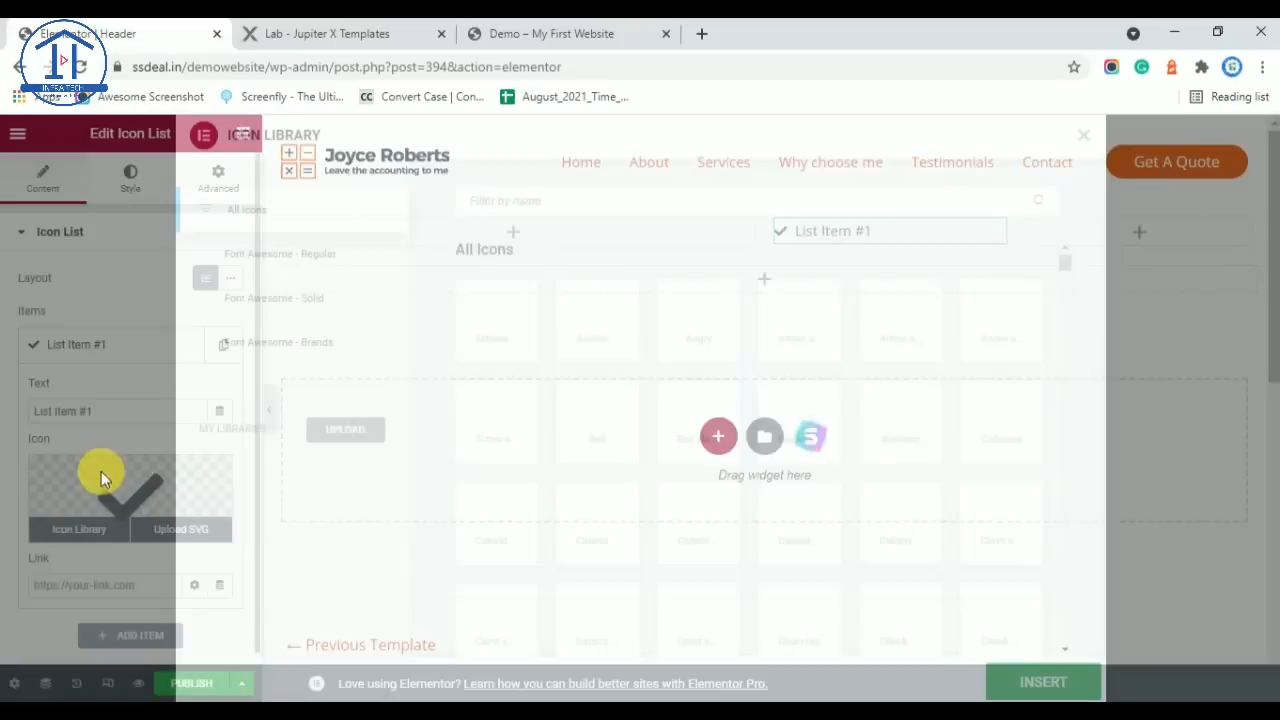 Elementor | Header
Lab - Jupiter X Templates
Demo – My First Website
ssdeal.in/demowebsite/wp-admin/post.php?post=394&action=elementor
INFRA TECH
Apps
Awesome Screenshot
Screenfly - The Ulti...
CC
Convert Case | Con...
August_2021_Time_...
Reading list
Edit Icon List
ICON LIBRARY
Joyce Roberts
Leave the accounting to me
Home
About
Services
Why choose me
Testimonials
Contact
Get A Quote
Content
Style
Advanced
All Icons
Filter by name...
Icon List
List Item #1
All Icons
Font Awesome - Regular
Layout
Font Awesome - Solid
Items
List Item #1
Font Awesome - Brands
Angry
Text
List Item #1
MY LIBRARIES
UPLOAD
Icon
Drag widget here
Icon Library
Upload SVG
Link
https://your-link.com
ADD ITEM
← Previous Template
PUBLISH
Love using Elementor? Learn how you can build better sites with Elementor Pro.
INSERT